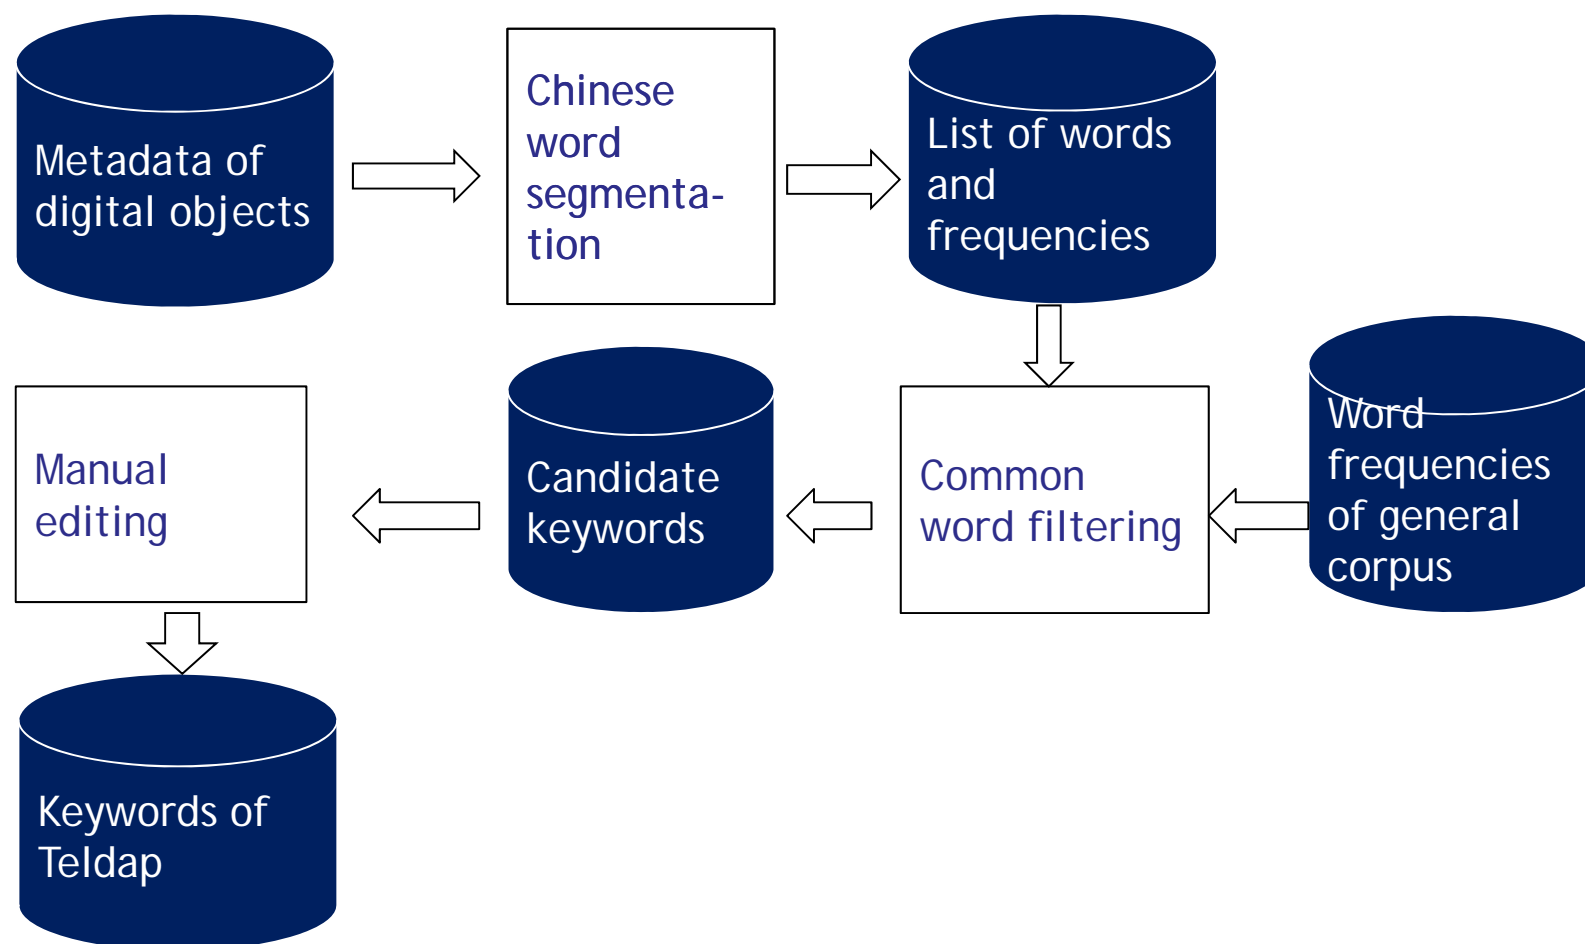 Metadata of
digital objects
Chinese
word
segmenta-
tion
List of words
and
frequencies
Manual
editing
Candidate
keywords
Common
word filtering
Word
frequencies
of general
corpus
Keywords of
Teldap